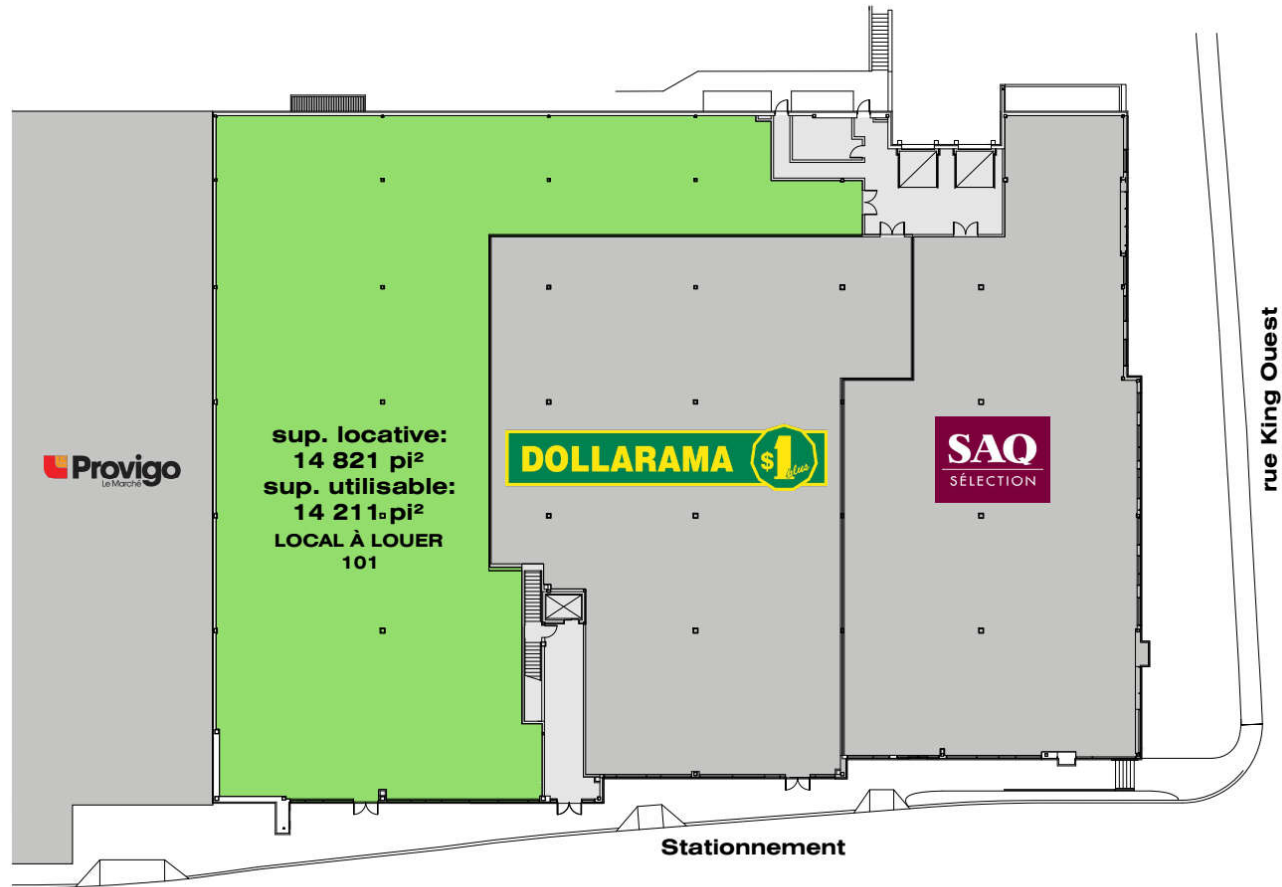 Provigo
Le Marché
sup. locative:
14 821 pi²
sup. utilisable:
14 211 pi²
LOCAL À LOUER
101
DOLLARAMA $1 plus
SAQ
SÉLECTION
rue King Ouest
Stationnement